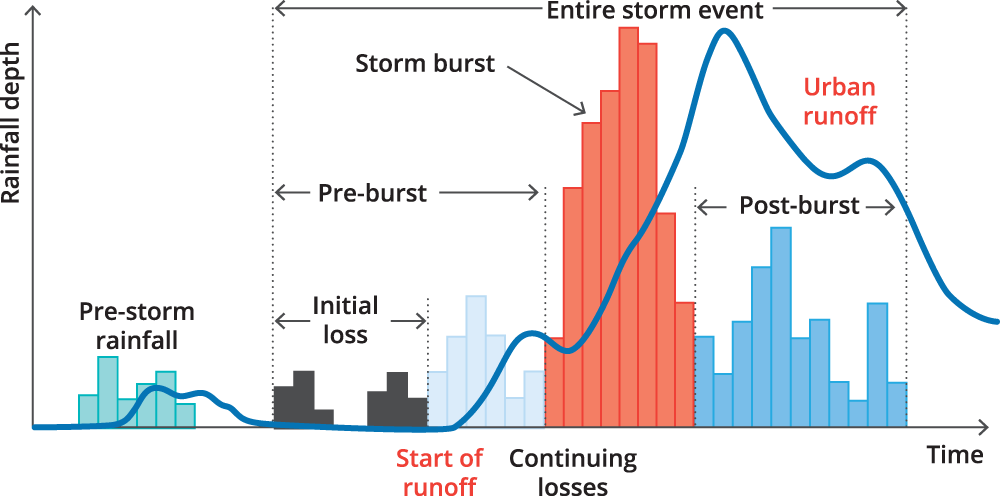 Entire storm event
Storm burst
Urban
runoff
Rainfall depth
Pre-burst
Post-burst
Pre-storm
rainfall
Initial
loss
Start of
runoff
Continuing
losses
Time